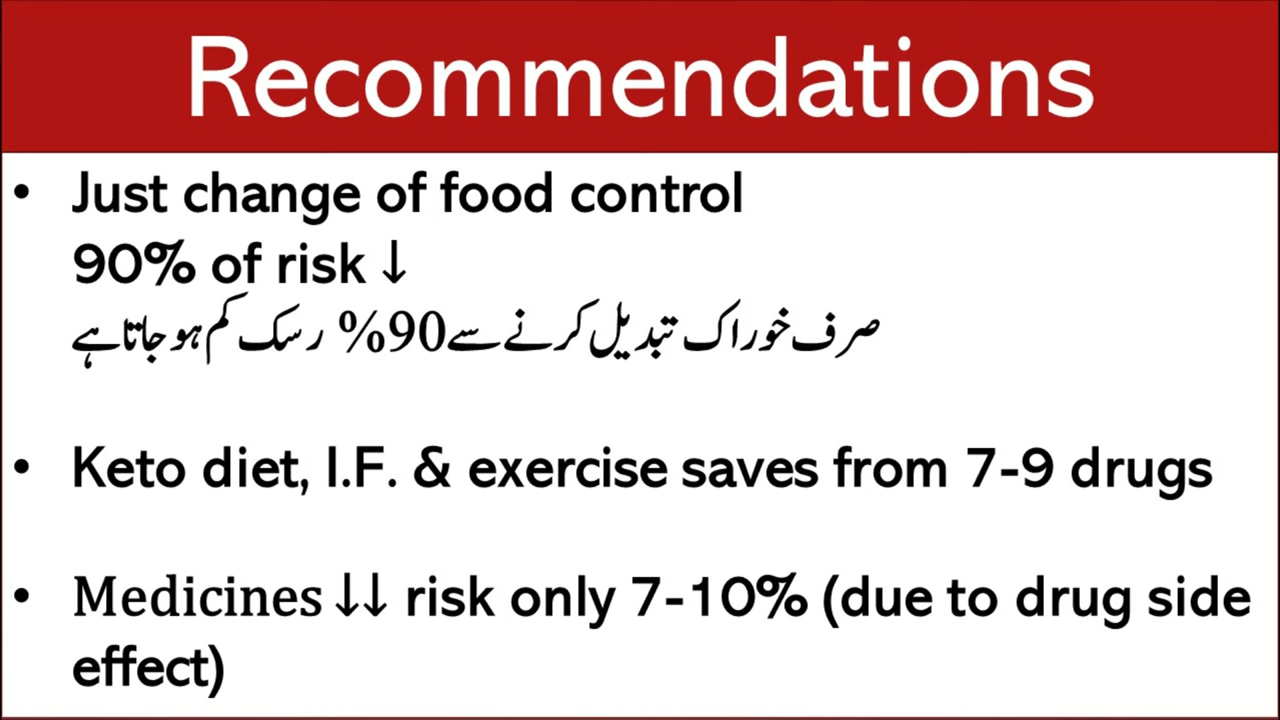 Recommendations
• Just change of food control
90% of risk ↓
صرف خوراک تبدیل کرنے سے 90% رسک کم ہو جاتا ہے
• Keto diet, I.F. & exercise saves from 7-9 drugs
• Medicines ↓↓ risk only 7-10% (due to drug side
effect)